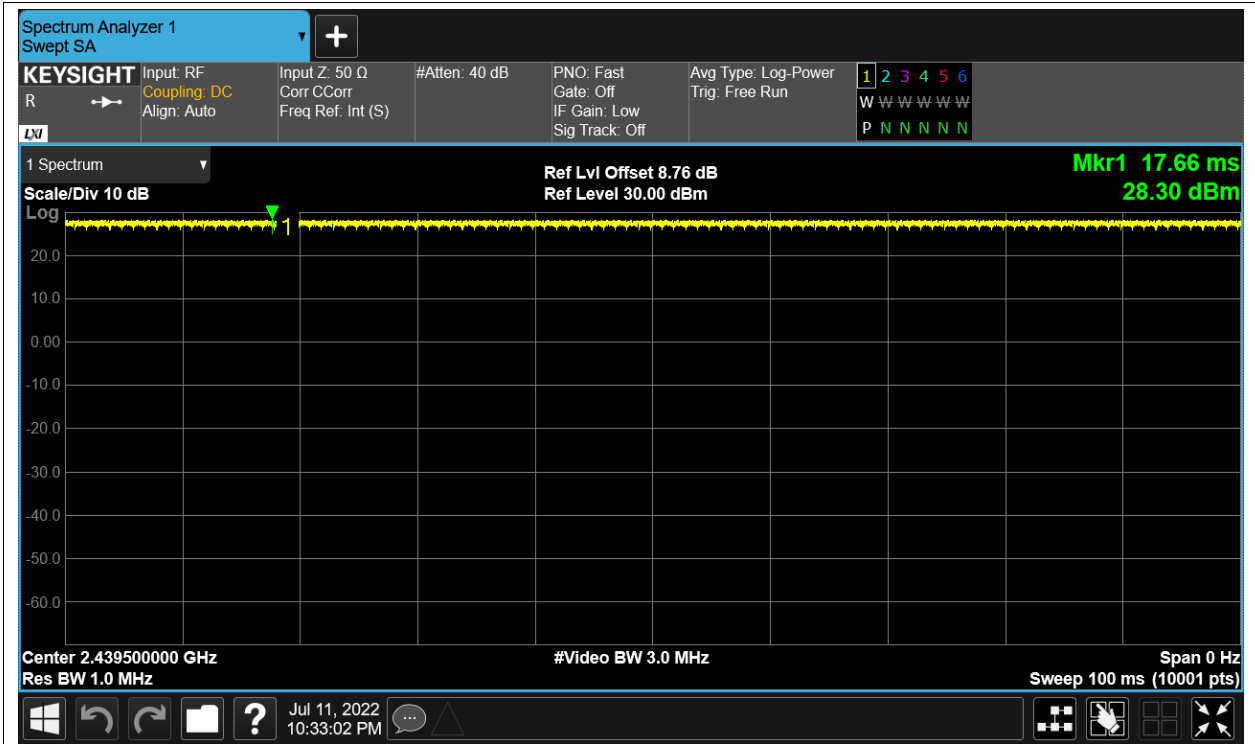 Spectrum Analyzer 1
Swept SA
KEYSIGHT
R
LXI
Input: RF
Coupling: DC
Align: Auto
Input Z: 50 Ω
Corr CCorr
Freq Ref: Int (S)
#Atten: 40 dB
PNO: Fast
Gate: Off
IF Gain: Low
Sig Track: Off
Avg Type: Log-Power
Trig: Free Run
1 2 3 4 5 6
W W W W W W
P N N N N N
1 Spectrum
Scale/Div 10 dB
Ref Lvl Offset 8.76 dB
Ref Level 30.00 dBm
Mkr1 17.66 ms
28.30 dBm
Log
1
20.0
10.0
0.00
-10.0
-20.0
-30.0
-40.0
-50.0
-60.0
Center 2.439500000 GHz
#Video BW 3.0 MHz
Span 0 Hz
Res BW 1.0 MHz
Sweep 100 ms (10001 pts)
?
Jul 11, 2022
10:33:02 PM